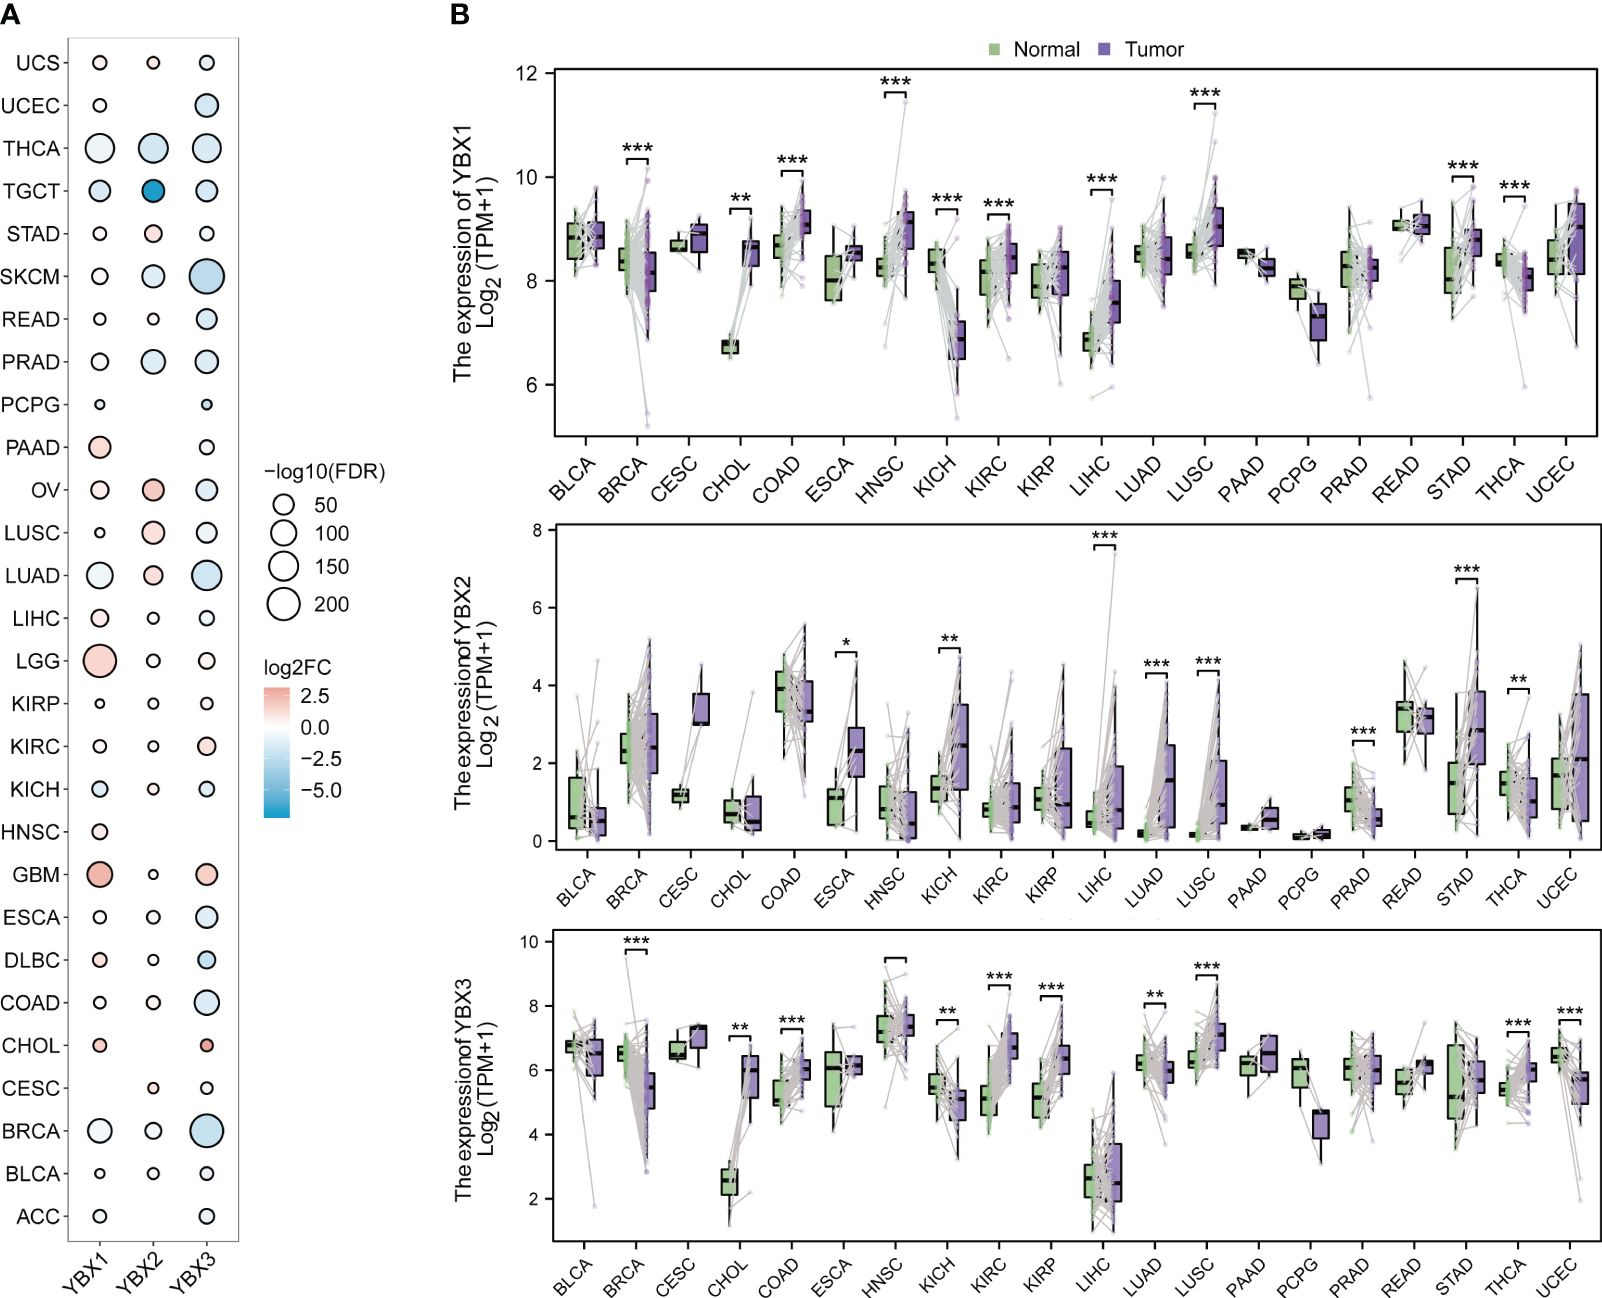 A
UCS
UCEC
THCA
TGCT
STAD
SKCM
READ
PRAD
PCPG
PAAD
OV
LUSC
LUAD
LIHC
LGG
KIRP
KIRC
KICH
HNSC
GBM
ESCA
DLBC
COAD
CHOL
CESC
BRCA
BLCA
ACC
YBX1 YBX2 YBX3
−log10(FDR)
50
100
150
200
log2FC
2.5
0.0
−2.5
−5.0
B
Normal Tumor
The expression of YBX1
Log2 (TPM+1)
12
10
8
6
*** ** *** *** *** *** *** *** *** ***
BLCA BRCA CESC CHOL COAD ESCA HNSC KICH KIRC KIRP LIHC LUAD LUSC PAAD PCPG PRAD READ STAD THCA UCEC
The expression of YBX2
Log2 (TPM+1)
8
6
4
2
0
* ** *** *** *** *** *** **
BLCA BRCA CESC CHOL COAD ESCA HNSC KICH KIRC KIRP LIHC LUAD LUSC PAAD PCPG PRAD READ STAD THCA UCEC
The expression of YBX3
Log2 (TPM+1)
10
8
6
4
2
*** ** *** ** *** *** ** *** *** ***
BLCA BRCA CESC CHOL COAD ESCA HNSC KICH KIRC KIRP LIHC LUAD LUSC PAAD PCPG PRAD READ STAD THCA UCEC